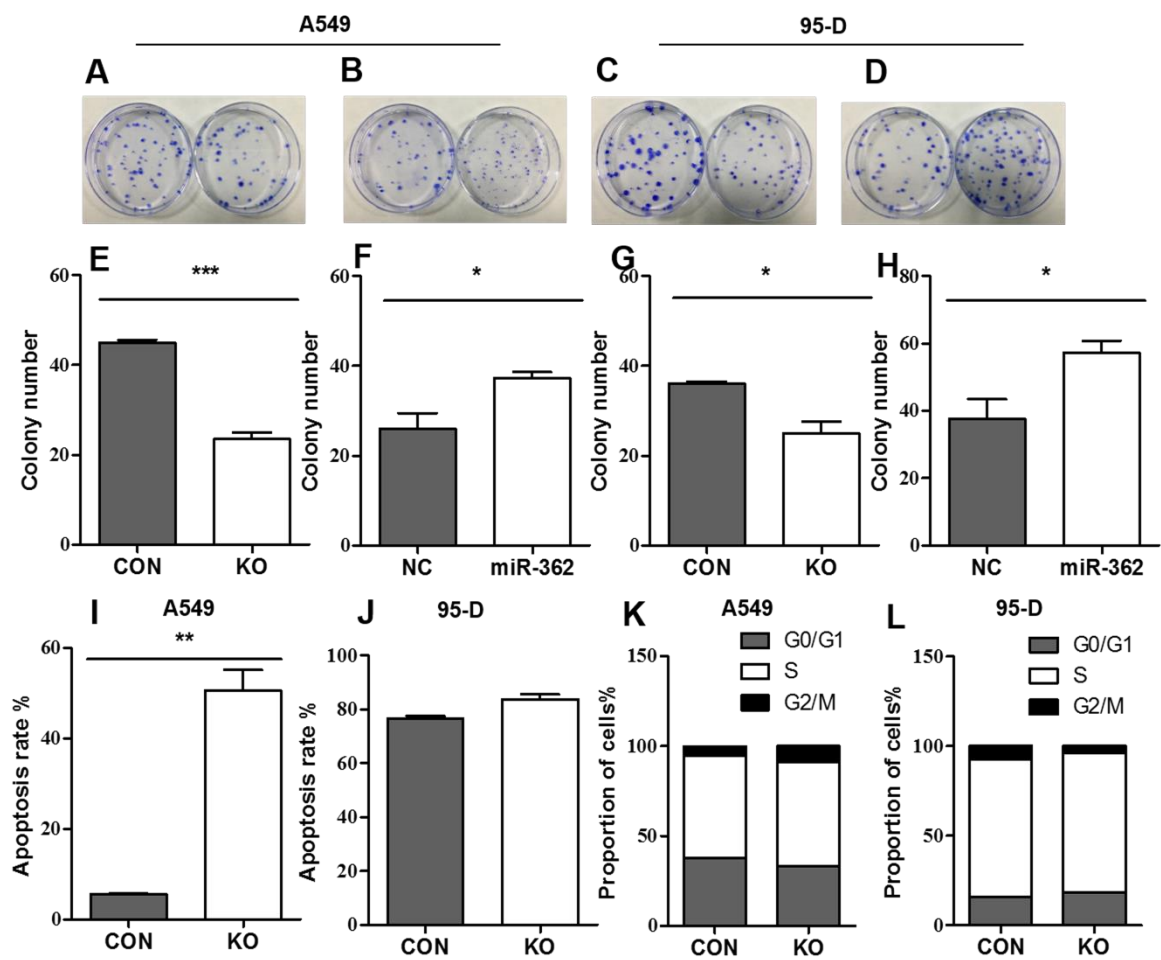 A549 95-D
A B C D
E F G H
Colony number 60 40 20 0 *** CON KO
Colony number 60 40 20 0 * NC miR-362
Colony number 60 40 20 0 * CON KO
Colony number 80 60 40 20 0 * NC miR-362
I A549
Apoptosis rate % 60 40 20 0 ** CON KO
J 95-D
Apoptosis rate % 100 80 60 40 20 0 CON KO
K A549
G0/G1
S
G2/M
Proportion of cells% 150 100 50 0 CON KO
L 95-D
G0/G1
S
G2/M
Proportion of cells% 150 100 50 0 CON KO